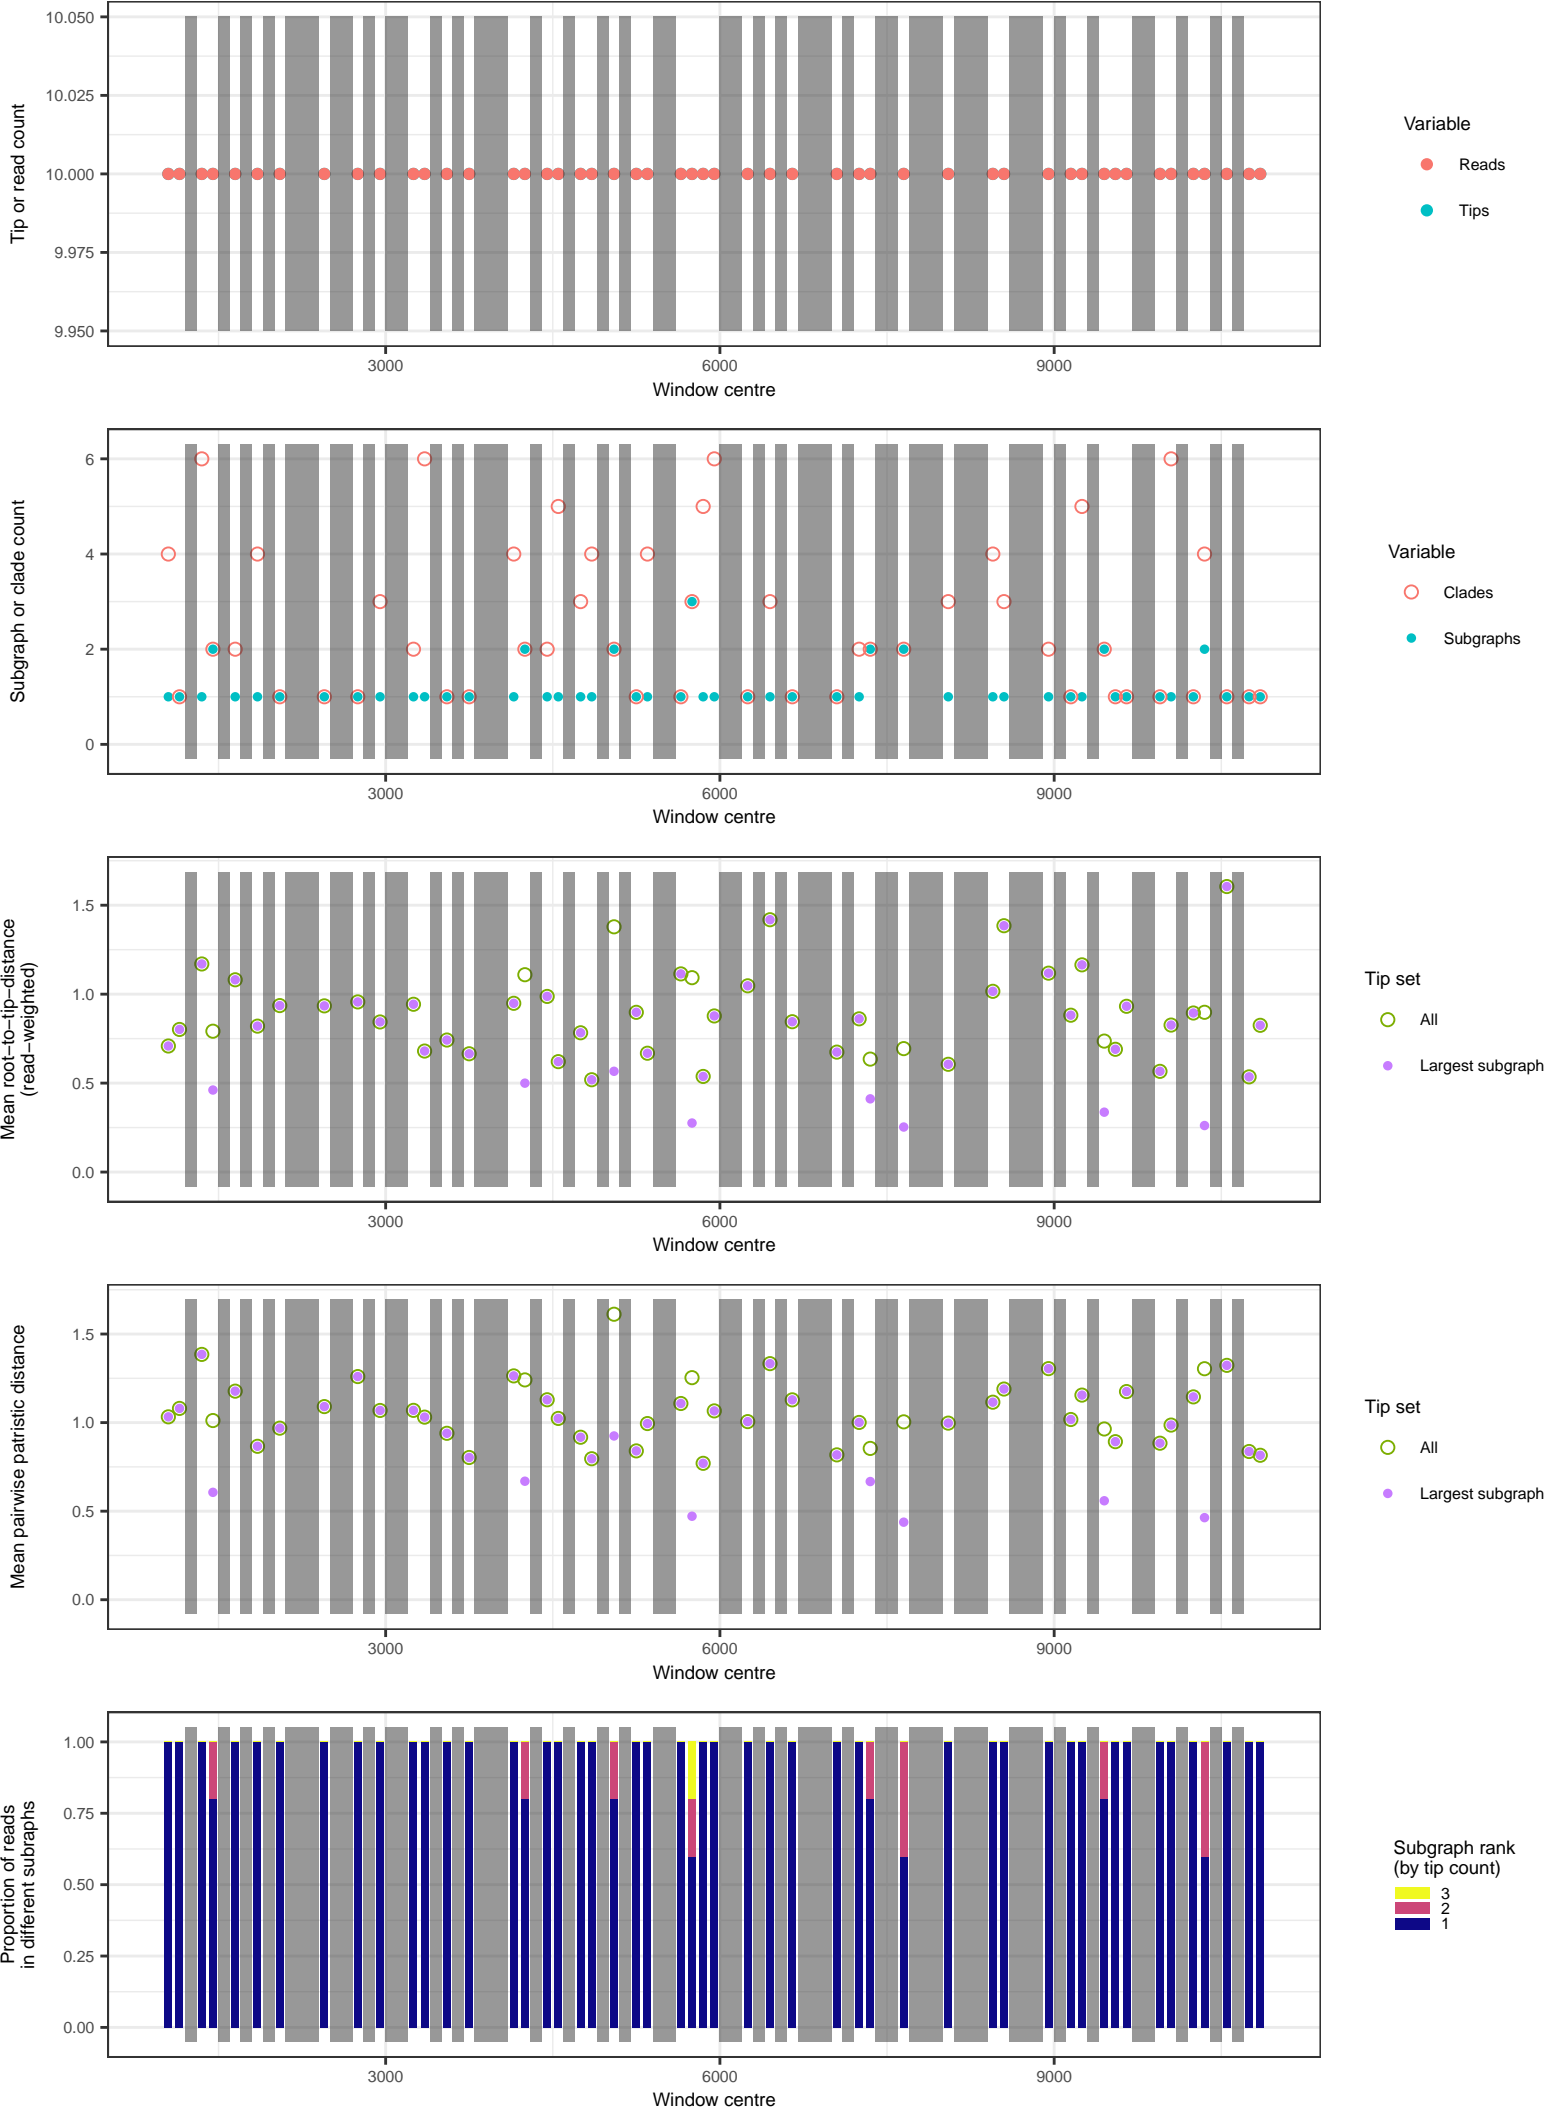 10.050
10.025
10.000
9.975
9.950
Tip or read count
3000
6000
9000
Window centre
Variable
Reads
Tips
6
4
2
0
Subgraph or clade count
3000
6000
9000
Window centre
Variable
Clades
Subgraphs
1.5
1.0
0.5
0.0
Mean root−to−tip−distance
(read−weighted)
3000
6000
9000
Window centre
Tip set
All
Largest subgraph
1.5
1.0
0.5
0.0
Mean pairwise patristic distance
3000
6000
9000
Window centre
Tip set
All
Largest subgraph
1.00
0.75
0.50
0.25
0.00
Proportion of reads
in different subraphs
3000
6000
9000
Window centre
Subgraph rank
(by tip count)
3
2
1